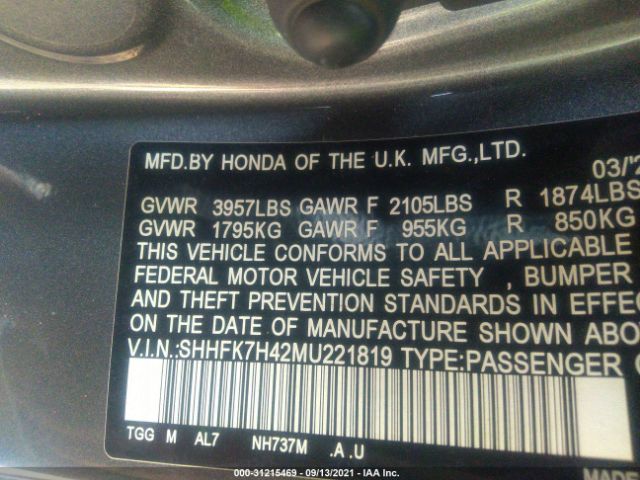 MFD.BY HONDA OF THE U.K. MFG.,LTD. 03/
GVWR 3957LBS GAWR F 2105LBS R 1874LBS
GVWR 1795KG GAWR F 955KG R 850KG
THIS VEHICLE CONFORMS TO ALL APPLICABLE
FEDERAL MOTOR VEHICLE SAFETY , BUMPER
AND THEFT PREVENTION STANDARDS IN EFFEC
ON THE DATE OF MANUFACTURE SHOWN ABO
V.I.N.:SHHFK7H42MU221819 TYPE:PASSENGER
TGG M AL7 NH737M .A .U
MADE
000-31215469 - 09/13/2021 - IAA Inc.